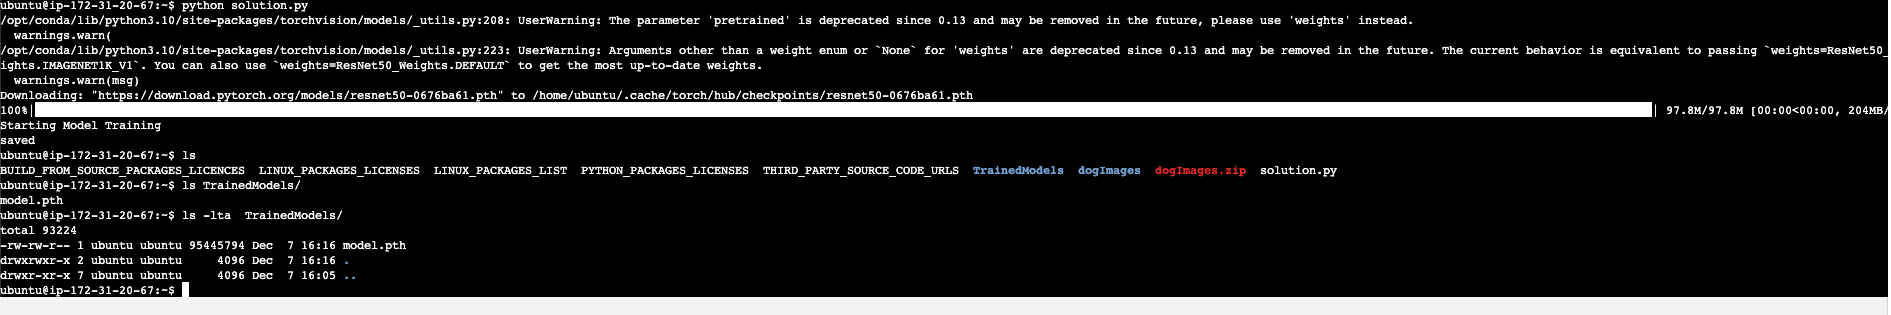 ubuntu@ip-172-31-20-67:~$ python solution.py
/opt/conda/lib/python3.10/site-packages/torchvision/models/_utils.py:208: UserWarning: The parameter 'pretrained' is deprecated since 0.13 and may be removed in the future, please use 'weights' instead.
  warnings.warn(
/opt/conda/lib/python3.10/site-packages/torchvision/models/_utils.py:223: UserWarning: Arguments other than a weight enum or `None` for 'weights' are deprecated since 0.13 and may be removed in the future. The current behavior is equivalent to passing `weights=ResNet50_
ights.IMAGENET1K_V1`. You can also use `weights=ResNet50_Weights.DEFAULT` to get the most up-to-date weights.
  warnings.warn(msg)
Downloading: "https://download.pytorch.org/models/resnet50-0676ba61.pth" to /home/ubuntu/.cache/torch/hub/checkpoints/resnet50-0676ba61.pth
100%| | 97.8M/97.8M [00:00<00:00, 204MB/
Starting Model Training
saved
ubuntu@ip-172-31-20-67:~$ ls
BUILD_FROM_SOURCE_PACKAGES_LICENCES  LINUX_PACKAGES_LICENSES  LINUX_PACKAGES_LIST  PYTHON_PACKAGES_LICENSES  THIRD_PARTY_SOURCE_CODE_URLS  TrainedModels  dogImages  dogImages.zip  solution.py
ubuntu@ip-172-31-20-67:~$ ls TrainedModels/
model.pth
ubuntu@ip-172-31-20-67:~$ ls -lta  TrainedModels/
total 93224
-rw-rw-r-- 1 ubuntu ubuntu 95445794 Dec  7 16:16 model.pth
drwxrwxr-x 2 ubuntu ubuntu     4096 Dec  7 16:16 .
drwxr-xr-x 7 ubuntu ubuntu     4096 Dec  7 16:05 ..
ubuntu@ip-172-31-20-67:~$